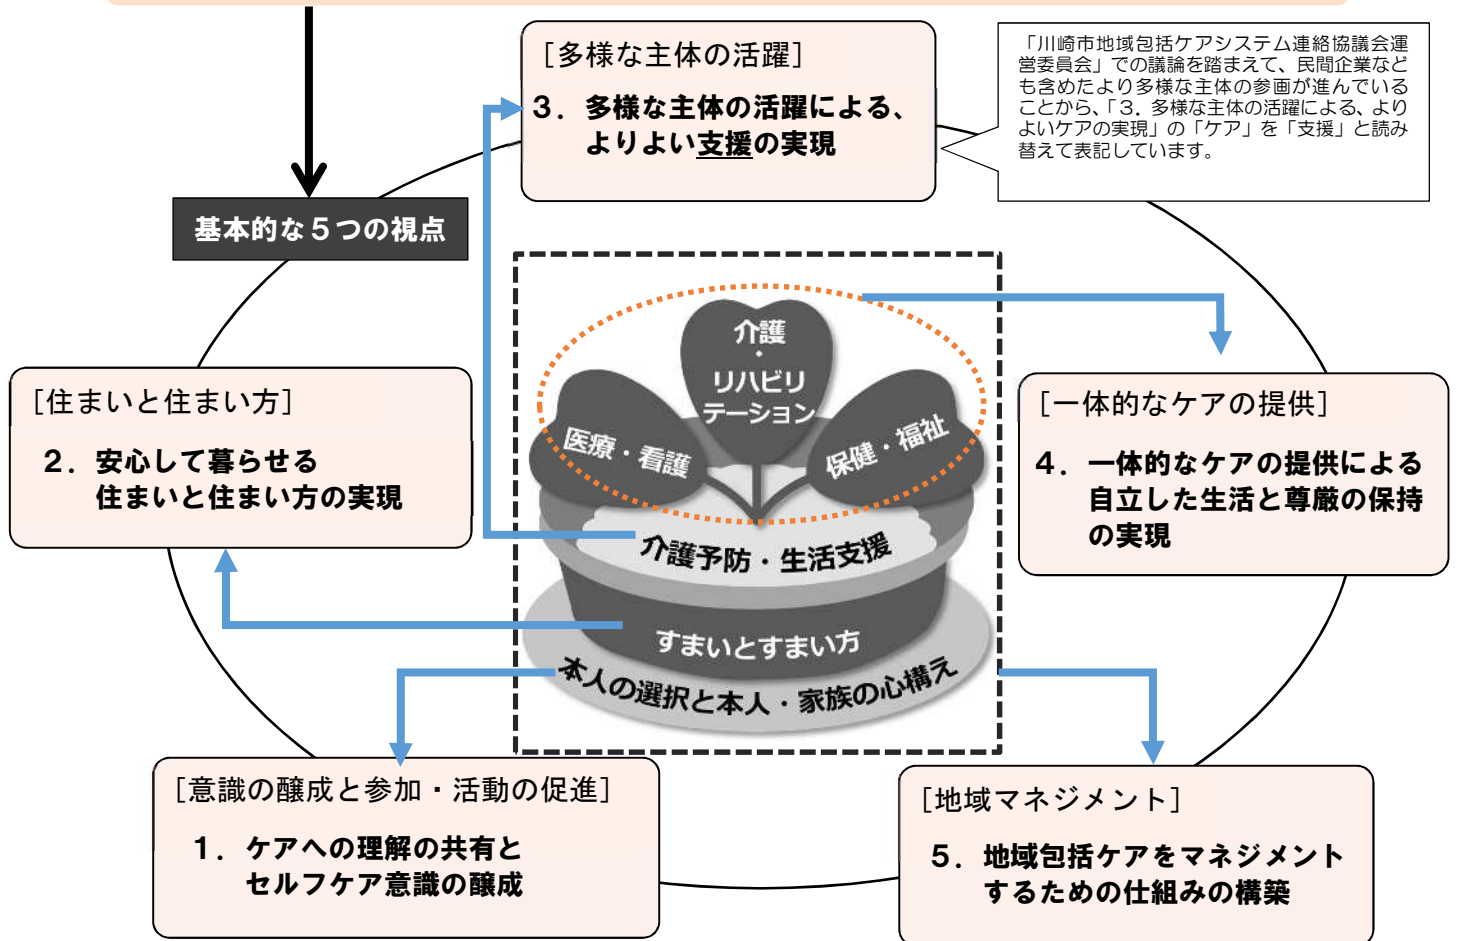 [多様な主体の活躍]
３．多様な主体の活躍による、
よりよい支援の実現
「川崎市地域包括ケアシステム連絡協議会運
営委員会」での議論を踏まえて、民間企業など
も含めたより多様な主体の参画が進んでいる
ことから、「３．多様な主体の活躍による、より
よいケアの実現」の「ケア」を「支援」と読み
替えて表記しています。
基本的な５つの視点
介護
・
リハビリ
テーション
医療・看護
保健・福祉
介護予防・生活支援
すまいとすまい方
本人の選択と本人・家族の心構え
[住まいと住まい方]
２．安心して暮らせる
住まいと住まい方の実現
[一体的なケアの提供]
４．一体的なケアの提供による
自立した生活と尊厳の保持
の実現
[意識の醸成と参加・活動の促進]
１．ケアへの理解の共有と
セルフケア意識の醸成
[地域マネジメント]
５．地域包括ケアをマネジメント
するための仕組みの構築